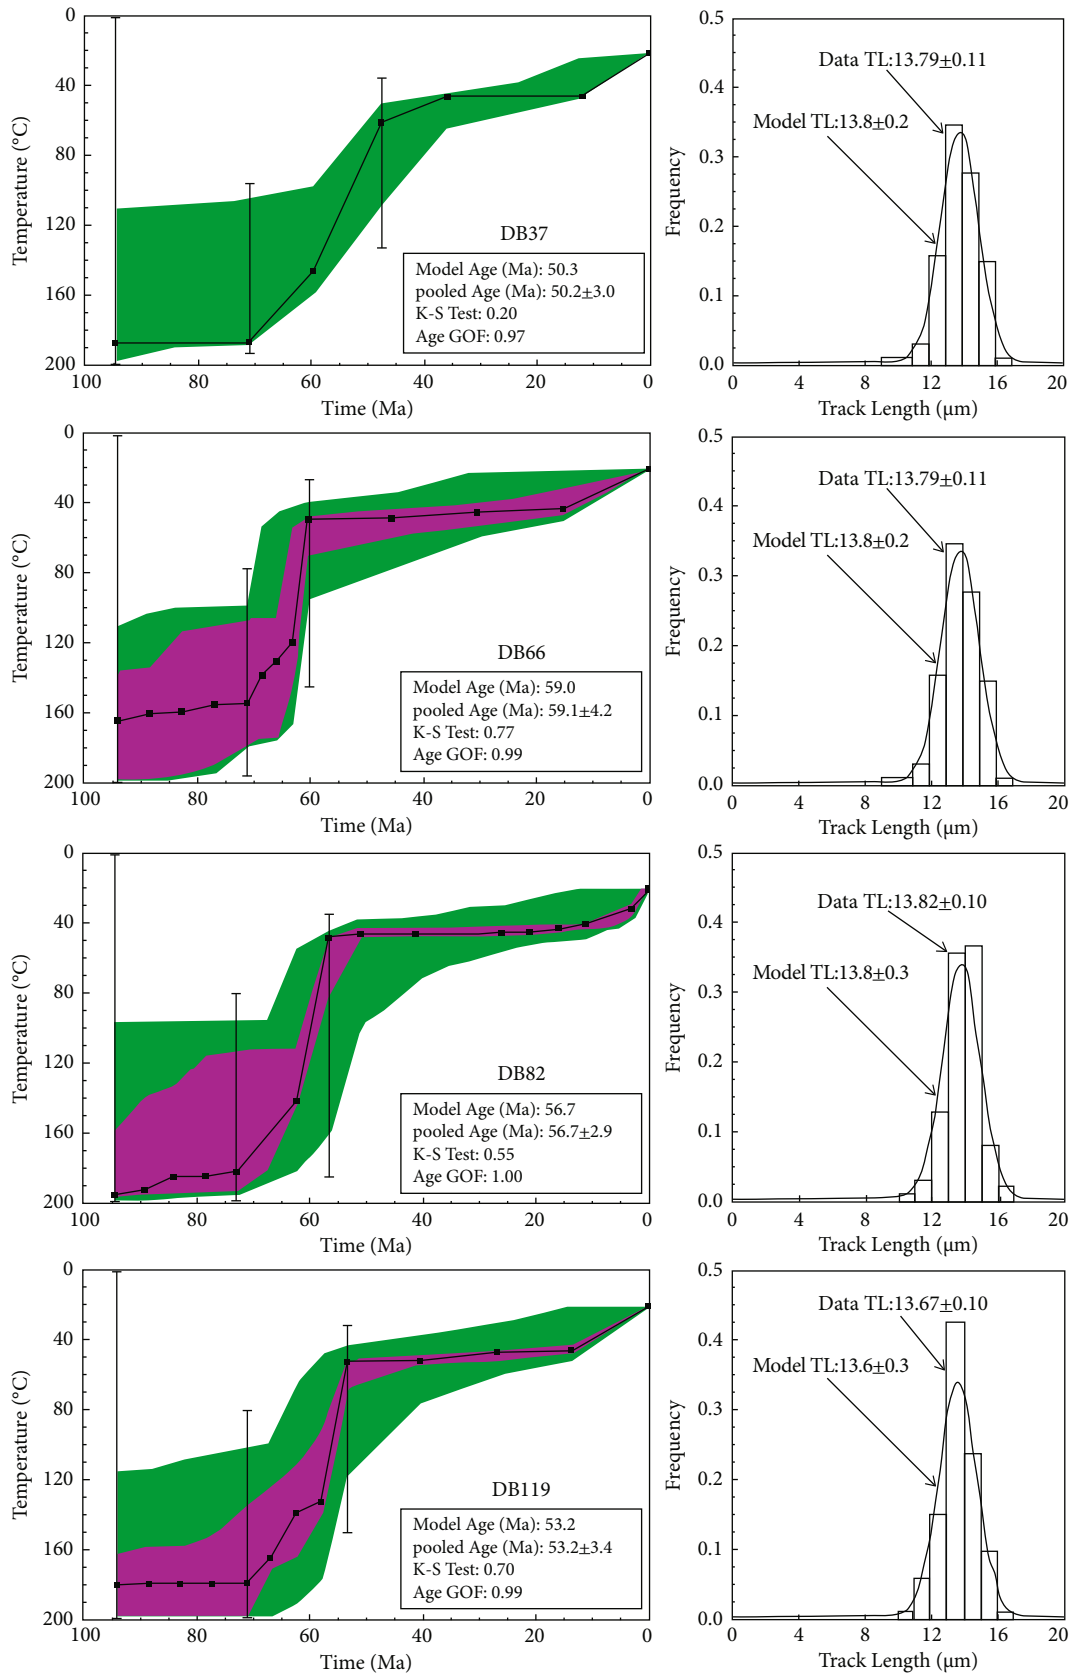 0
40
80
120
160
200
Temperature (°C)
100
80
60
40
20
0
Time (Ma)
DB37
Model Age (Ma): 50.3
pooled Age (Ma): 50.2±3.0
K-S Test: 0.20
Age GOF: 0.97
0.5
0.4
0.3
0.2
0.1
0.0
Frequency
Data TL:13.79±0.11
Model TL:13.8±0.2
0
4
8
12
16
20
Track Length (μm)
0
40
80
120
160
200
Temperature (°C)
100
80
60
40
20
0
Time (Ma)
DB66
Model Age (Ma): 59.0
pooled Age (Ma): 59.1±4.2
K-S Test: 0.77
Age GOF: 0.99
0.5
0.4
0.3
0.2
0.1
0.0
Frequency
Data TL:13.79±0.11
Model TL:13.8±0.2
0
4
8
12
16
20
Track Length (μm)
0
40
80
120
160
200
Temperature (°C)
100
80
60
40
20
0
Time (Ma)
DB82
Model Age (Ma): 56.7
pooled Age (Ma): 56.7±2.9
K-S Test: 0.55
Age GOF: 1.00
0.5
0.4
0.3
0.2
0.1
0.0
Frequency
Data TL:13.82±0.10
Model TL:13.8±0.3
0
4
8
12
16
20
Track Length (μm)
0
40
80
120
160
200
Temperature (°C)
100
80
60
40
20
0
Time (Ma)
DB119
Model Age (Ma): 53.2
pooled Age (Ma): 53.2±3.4
K-S Test: 0.70
Age GOF: 0.99
0.5
0.4
0.3
0.2
0.1
0.0
Frequency
Data TL:13.67±0.10
Model TL:13.6±0.3
0
4
8
12
16
20
Track Length (μm)